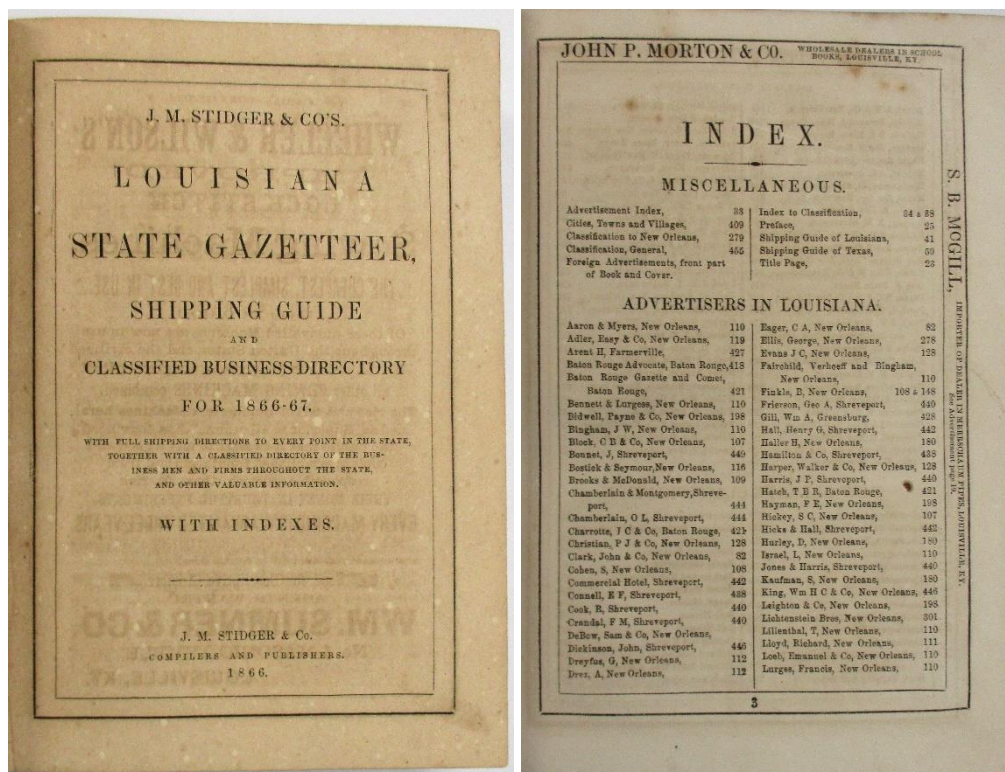 J. M. STIDGER & CO'S.
LOUISIANA
STATE GAZETTEER,
SHIPPING GUIDE
AND
CLASSIFIED BUSINESS DIRECTORY
FOR 1866-67,
WITH FULL SHIPPING DIRECTIONS TO EVERY POINT IN THE STATE,
TOGETHER WITH A CLASSIFIED DIRECTORY OF THE BUS-
INESS MEN AND FIRMS THROUGHOUT THE STATE,
AND OTHER VALUABLE INFORMATION.
WITH INDEXES.
J. M. STIDGER & Co.
COMPILERS AND PUBLISHERS.
1866.
JOHN P. MORTON & CO. WHOLESALE DEALERS IN SCHOOL
BOOKS, LOUISVILLE, KY.
INDEX.
MISCELLANEOUS.
Advertisement Index, 33
Cities, Towns and Villages, 409
Classification to New Orleans, 279
Classification, General, 455
Foreign Advertisements, front part
of Book and Cover.
Index to Classification, 34 & 38
Preface, 25
Shipping Guide of Louisiana, 41
Shipping Guide of Texas, 59
Title Page, 23
ADVERTISERS IN LOUISIANA.
Aaron & Myers, New Orleans, 110
Adler, Easy & Co, New Orleans, 119
Arent H, Farmerville, 427
Baton Rouge Advocate, Baton Rouge, 418
Baton Rouge Gazette and Comet,
Baton Rouge, 421
Bennett & Lurgess, New Orleans, 110
Bidwell, Payne & Co, New Orleans, 198
Bingham, J W, New Orleans, 110
Block, C B & Co, New Orleans, 107
Bonnet, J, Shreveport, 449
Bostick & Seymour, New Orleans, 116
Brooks & McDonald, New Orleans, 109
Chamberlain & Montgomery, Shreve-
port, 444
Chamberlain, O L, Shreveport, 444
Charrotte, J C & Co, Baton Rouge, 421
Christian, P J & Co, New Orleans, 128
Clark, John & Co, New Orleans, 82
Cohen, S, New Orleans, 108
Commercial Hotel, Shreveport, 442
Connell, E F, Shreveport, 438
Cook, R, Shreveport, 440
Crandal, F M, Shreveport, 440
DeBow, Sam & Co, New Orleans,
Dickinson, John, Shreveport, 446
Dreyfus, G, New Orleans, 112
Drez, A, New Orleans, 112
Eager, C A, New Orleans, 82
Ellis, George, New Orleans, 278
Evans J C, New Orleans, 128
Fairchild, Verhoeff and Bingham,
New Orleans, 110
Finkle, B, New Orleans, 108 & 148
Frierson, Geo A, Shreveport, 440
Gill, Wm A, Greensburg, 428
Hall, Henry G, Shreveport, 442
Haller H, New Orleans, 180
Hamilton & Co, Shreveport, 438
Harper, Walker & Co, New Orleans, 128
Harris, J P, Shreveport, 440
Hatch, T B R, Baton Rouge, 421
Hayman, F E, New Orleans, 198
Hickey, S C, New Orleans, 107
Hicks & Hall, Shreveport, 442
Hurley, D, New Orleans, 180
Israel, L, New Orleans, 110
Jones & Harris, Shreveport, 440
Kaufman, S, New Orleans, 180
King, Wm H C & Co, New Orleans, 446
Leighton & Co, New Orleans, 198
Lichtenstein Bros, New Orleans, 301
Lilienthal, T, New Orleans, 110
Lloyd, Richard, New Orleans, 111
Loeb, Emanuel & Co, New Orleans, 110
Lurges, Francis, New Orleans, 110
3
S. B. MCGILL, IMPORTER OF DEALER IN MEERSCHAUM PIPES, LOUISVILLE, KY.
See Advertisement page 19.